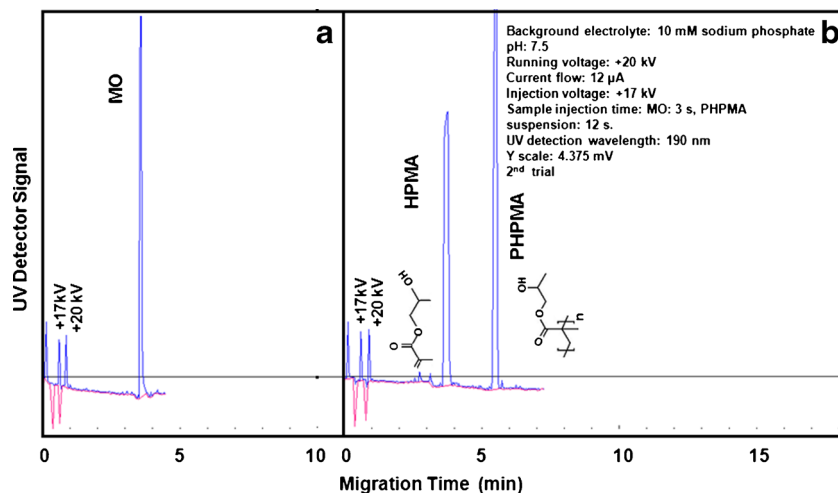 a
b
Background electrolyte: 10 mM sodium phosphate
pH: 7.5
Running voltage: +20 kV
Current flow: 12 µA
Injection voltage: +17 kV
Sample injection time: MO: 3 s, PHPMA
suspension: 12 s.
UV detection wavelength: 190 nm
Y scale: 4.375 mV
2nd trial
UV Detector Signal
MO
+17kV
+20 kV
HPMA
PHPMA
+17kV
+20 kV
HO
O
O
OH
O
O
n
0
5
10
0
5
10
15
Migration Time (min)